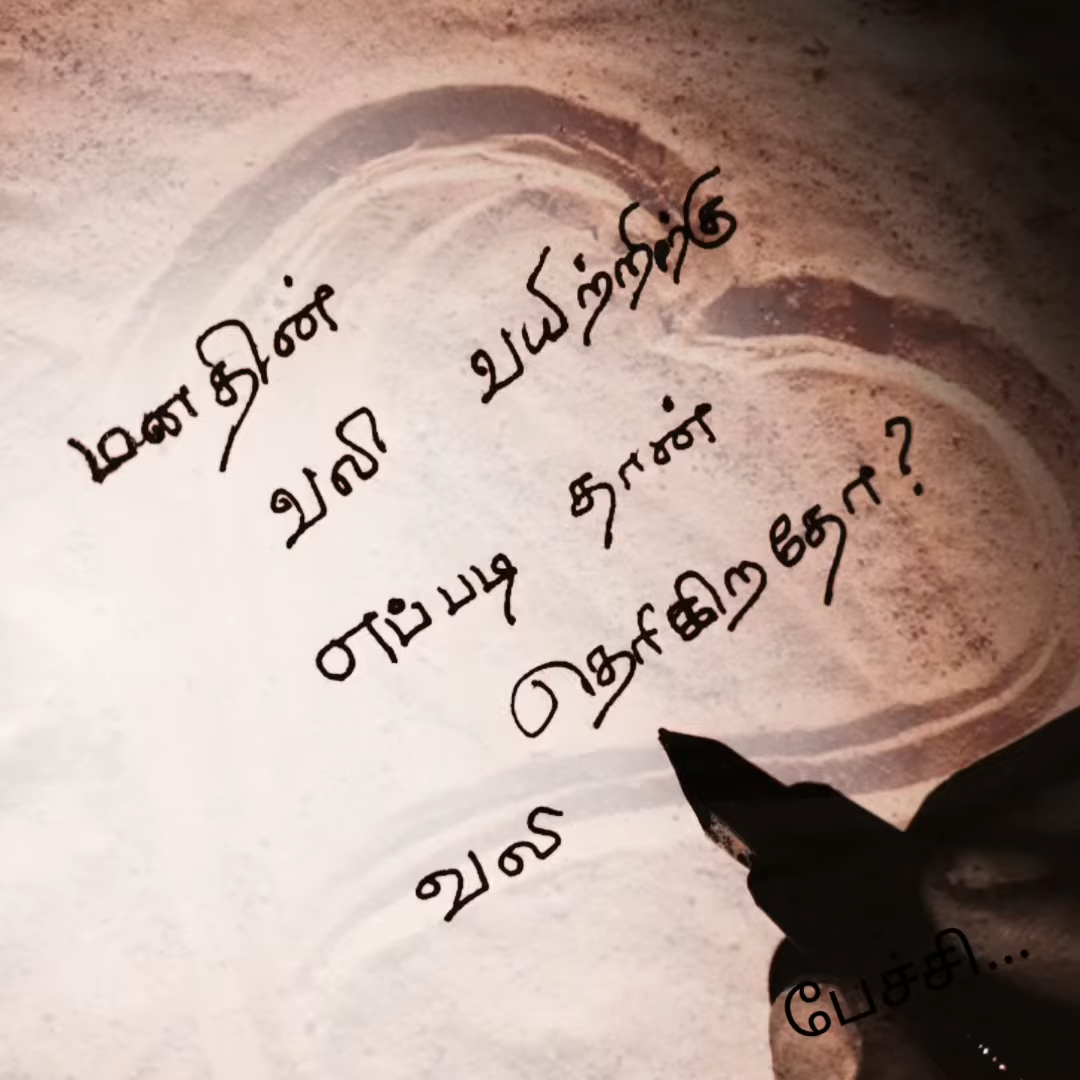 மனதின்
வலி வயிற்றிற்கு
எப்படி தான்
தெரிகிறதோ?
வலி
பேச்சி...